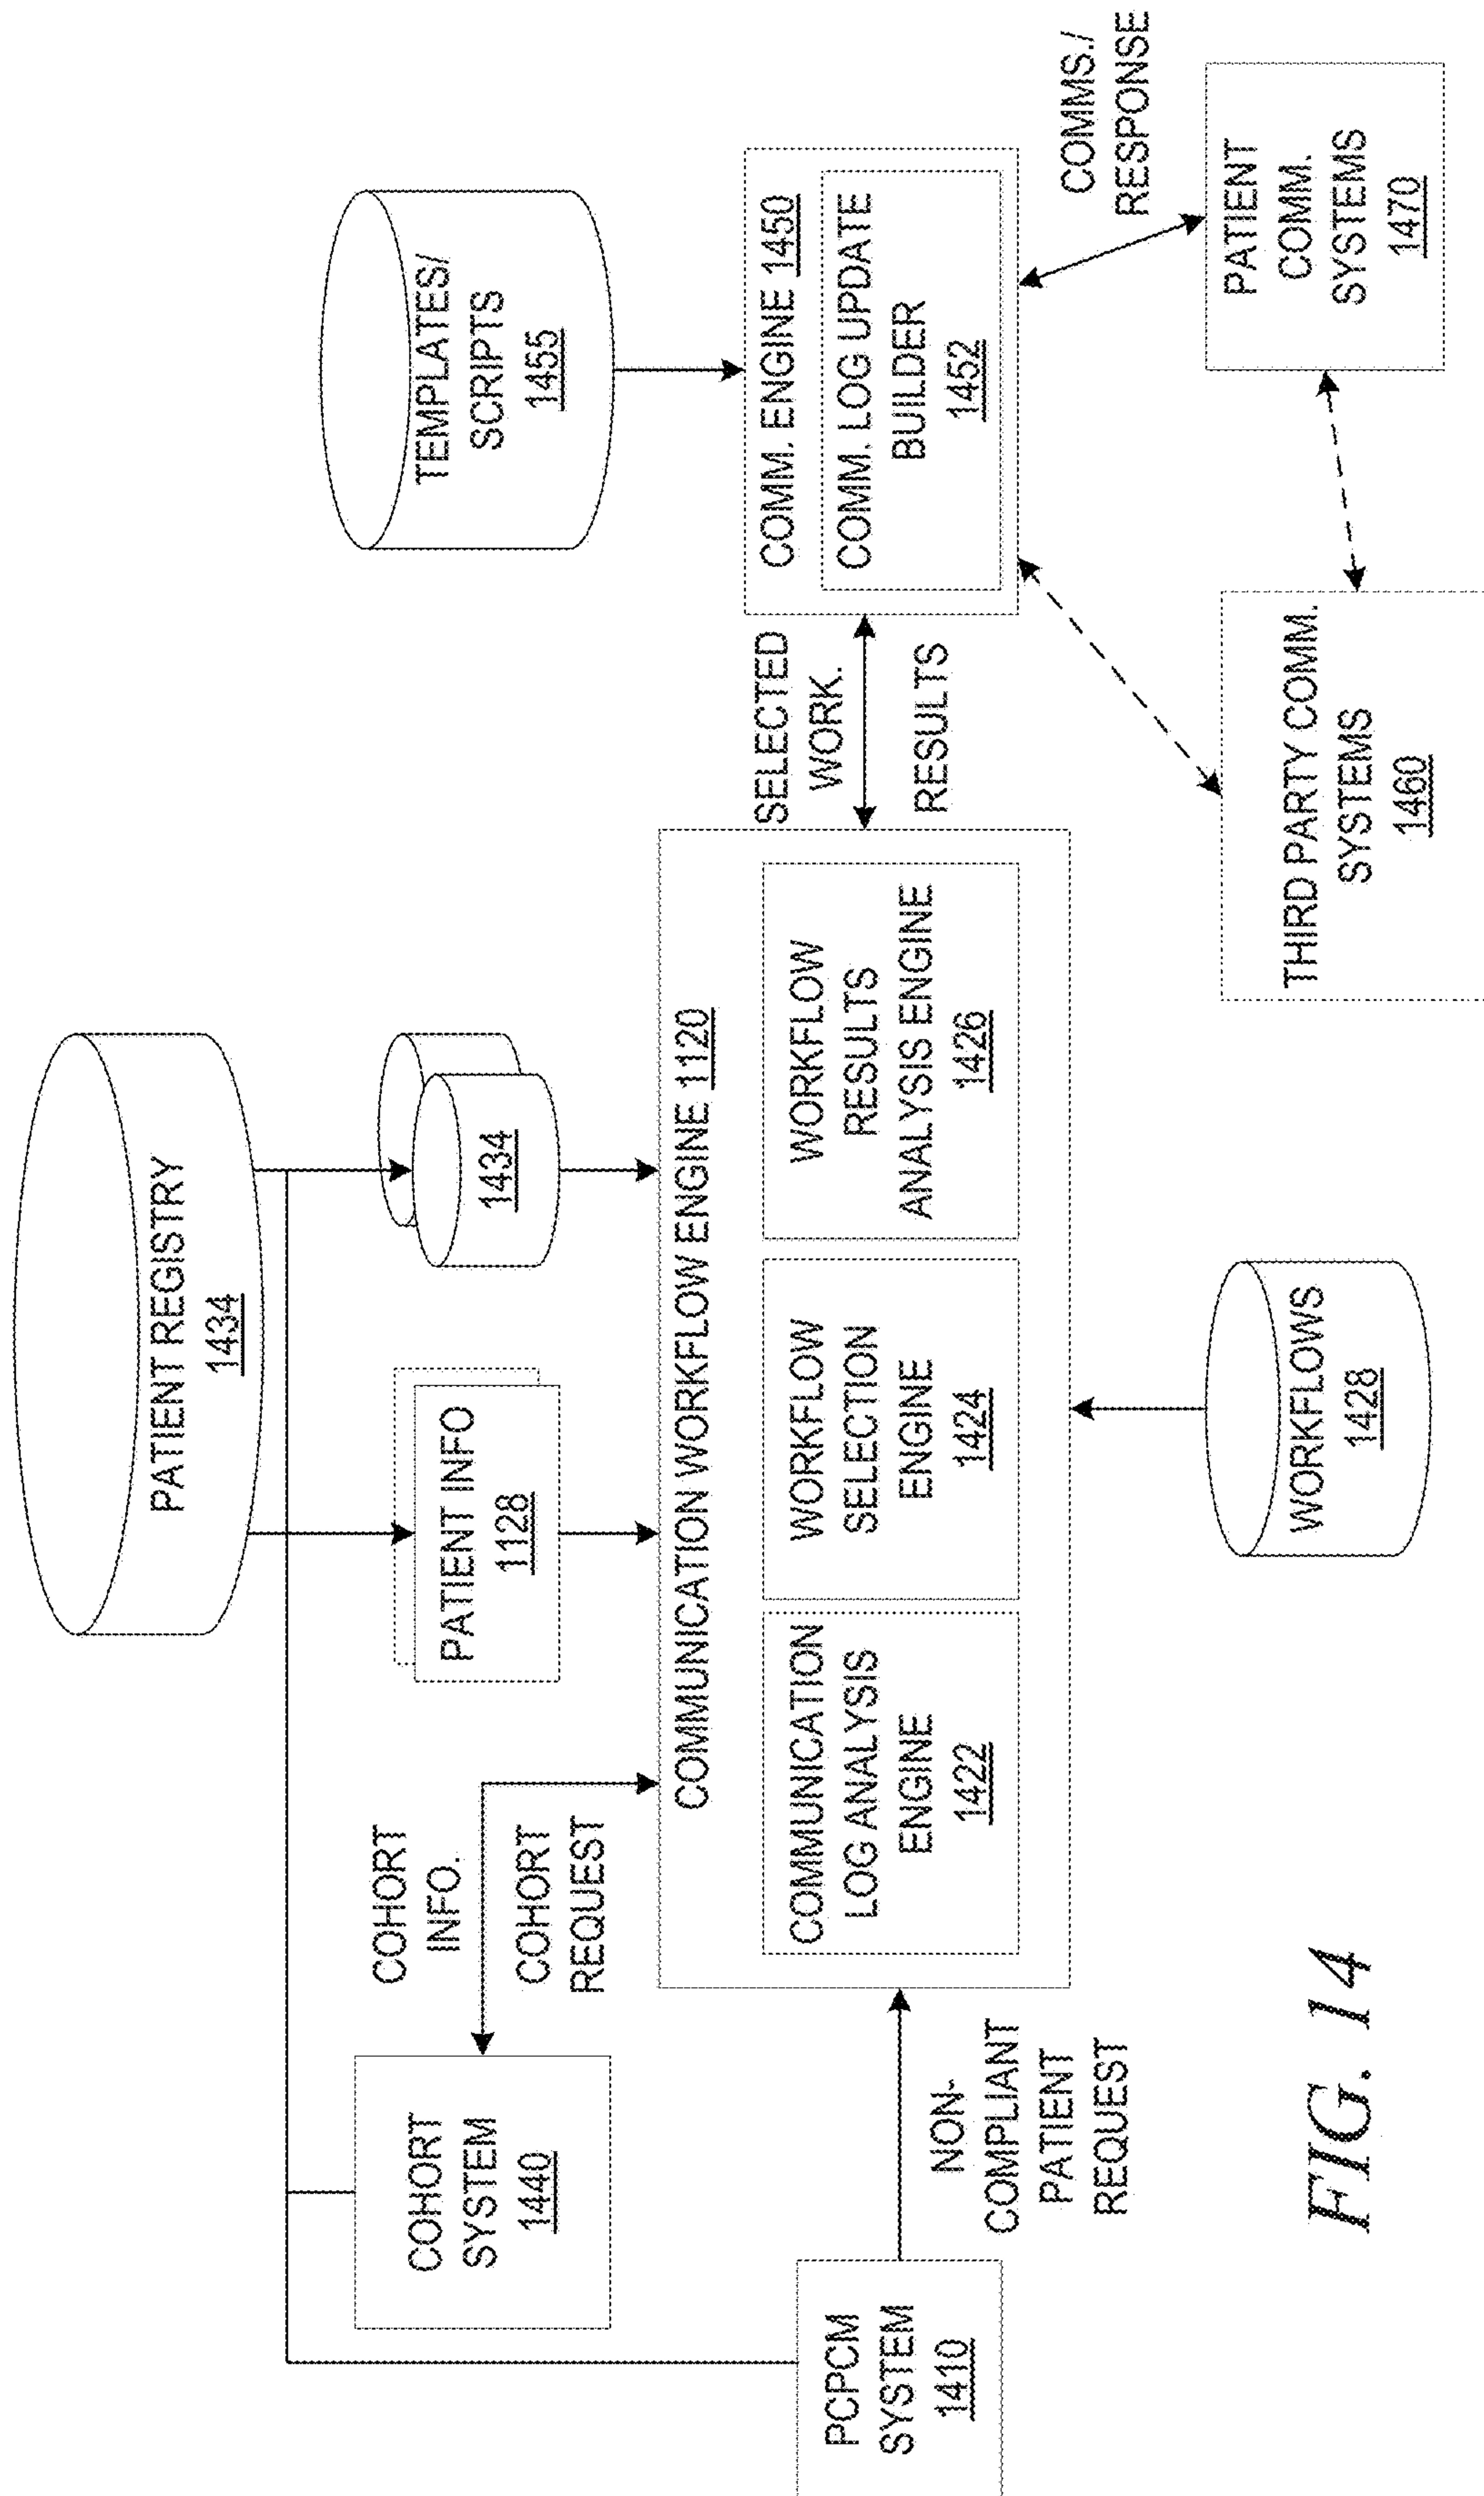 PATIENT REGISTRY
1434
PATIENT INFO
1128
1434
COHORT
SYSTEM
1440
COHORT
INFO.
COHORT
REQUEST
PCPCM
SYSTEM
1410
NON-
COMPLIANT
PATIENT
REQUEST
COMMUNICATION WORKFLOW ENGINE 1120
COMMUNICATION
LOG ANALYSIS
ENGINE
1422
WORKFLOW
SELECTION
ENGINE
1424
WORKFLOW
RESULTS
ANALYSIS ENGINE
1426
WORKFLOWS
1428
SELECTED
WORK.
RESULTS
TEMPLATES/
SCRIPTS
1455
COMM. ENGINE 1450
COMM. LOG UPDATE
BUILDER
1452
COMMS./
RESPONSE
THIRD PARTY COMM.
SYSTEMS
1460
PATIENT
COMM.
SYSTEMS
1470
FIG. 14